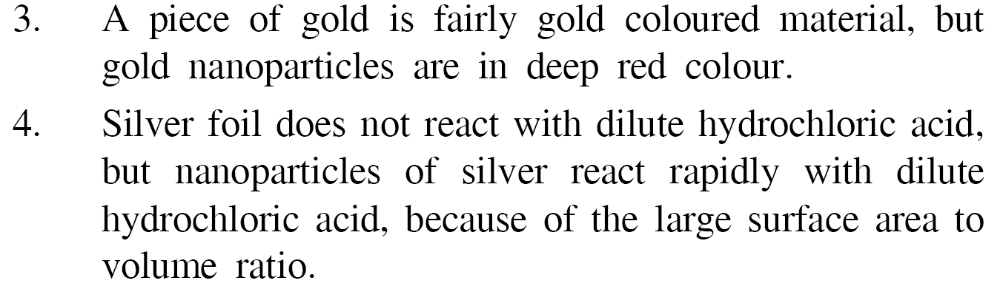 3. A piece of gold is fairly gold coloured material, but
gold nanoparticles are in deep red colour.
4. Silver foil does not react with dilute hydrochloric acid,
but nanoparticles of silver react rapidly with dilute
hydrochloric acid, because of the large surface area to
volume ratio.